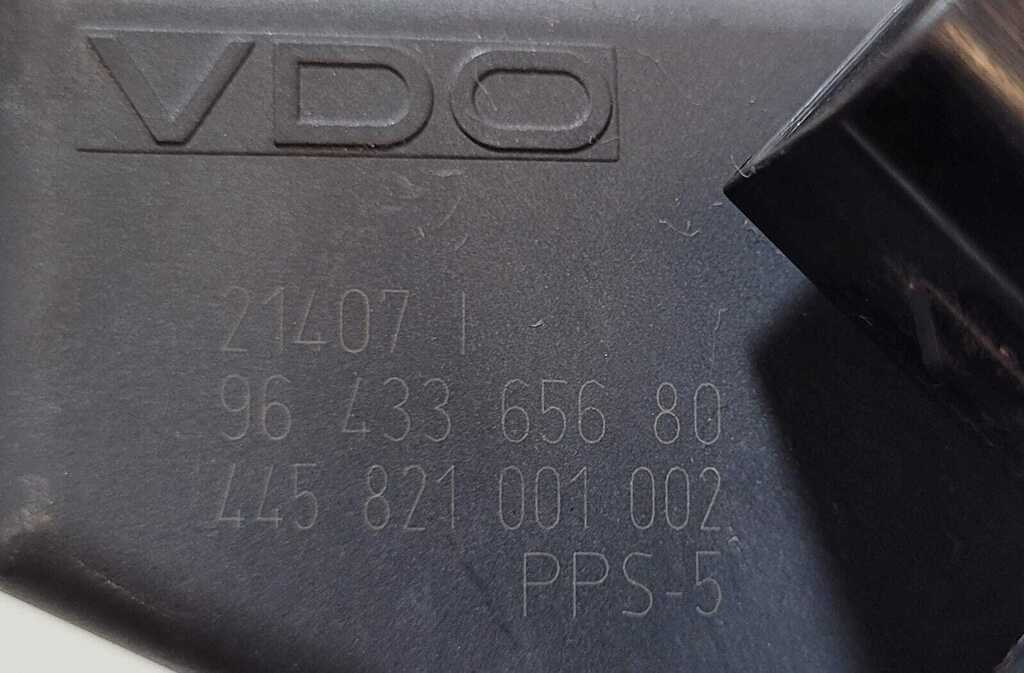 VDO
21407 I
96 433 656 80
445 821 001 002
PPS-5